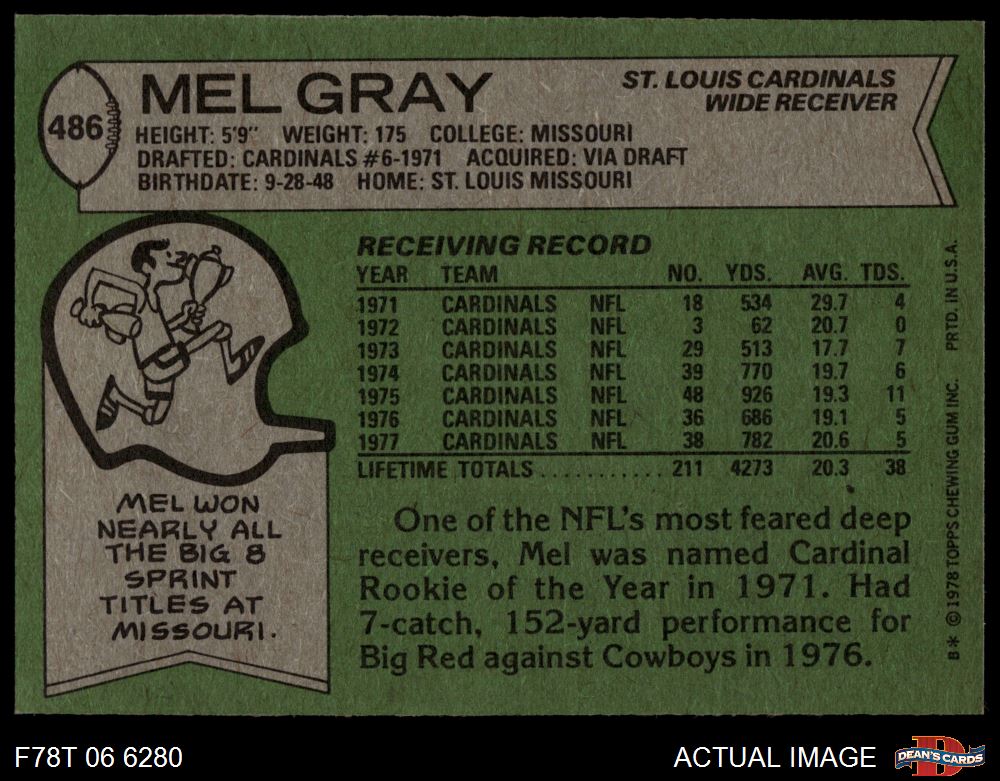 486
MEL GRAY
ST. LOUIS CARDINALS
WIDE RECEIVER
HEIGHT: 5'9" WEIGHT: 175 COLLEGE: MISSOURI
DRAFTED: CARDINALS #6-1971 ACQUIRED: VIA DRAFT
BIRTHDATE: 9-28-48 HOME: ST. LOUIS MISSOURI
RECEIVING RECORD
YEAR TEAM NO. YDS. AVG. TDS.
1971 CARDINALS NFL 18 534 29.7 4
1972 CARDINALS NFL 3 62 20.7 0
1973 CARDINALS NFL 29 513 17.7 7
1974 CARDINALS NFL 39 770 19.7 6
1975 CARDINALS NFL 48 926 19.3 11
1976 CARDINALS NFL 36 686 19.1 5
1977 CARDINALS NFL 38 782 20.6 5
LIFETIME TOTALS ............ 211 4273 20.3 38
MEL WON
NEARLY ALL
THE BIG 8
SPRINT
TITLES AT
MISSOURI.
One of the NFL's most feared deep
receivers, Mel was named Cardinal
Rookie of the Year in 1971. Had
7-catch, 152-yard performance for
Big Red against Cowboys in 1976.
B* © 1978 TOPPS CHEWING GUM INC. PRTD. IN U.S.A.
F78T 06 6280
ACTUAL IMAGE
D
DEAN'S CARDS